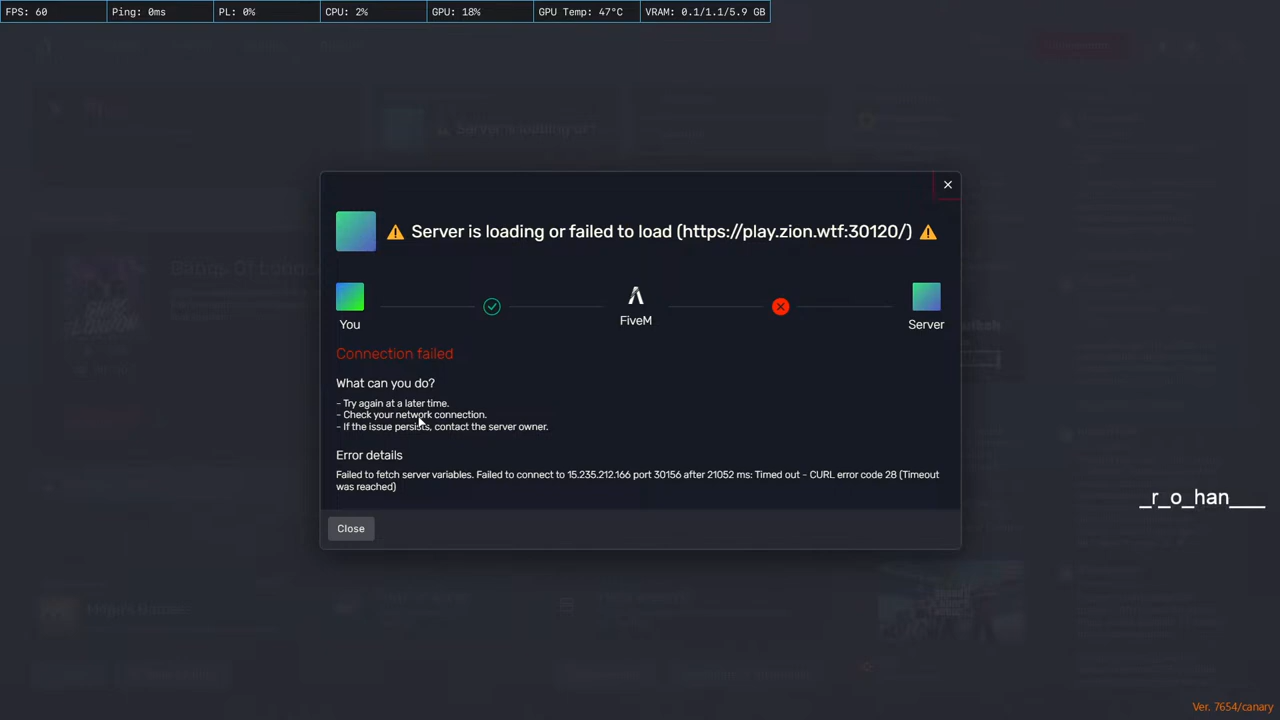 FPS: 60 Ping: 0ms PL: 0% CPU: 2% GPU: 18% GPU Temp: 47°C VRAM: 0.1/1.1/5.9 GB
⚠ Server is loading or failed to load (https://play.zion.wtf:30120/) ⚠
You FiveM Server
Connection failed
What can you do?
- Try again at a later time.
- Check your network connection.
- If the issue persists, contact the server owner.
Error details
Failed to fetch server variables. Failed to connect to 15.235.212.166 port 30156 after 21052 ms: Timed out - CURL error code 28 (Timeout
was reached)
_r_o_han___
Close
Ver. 7654/canary